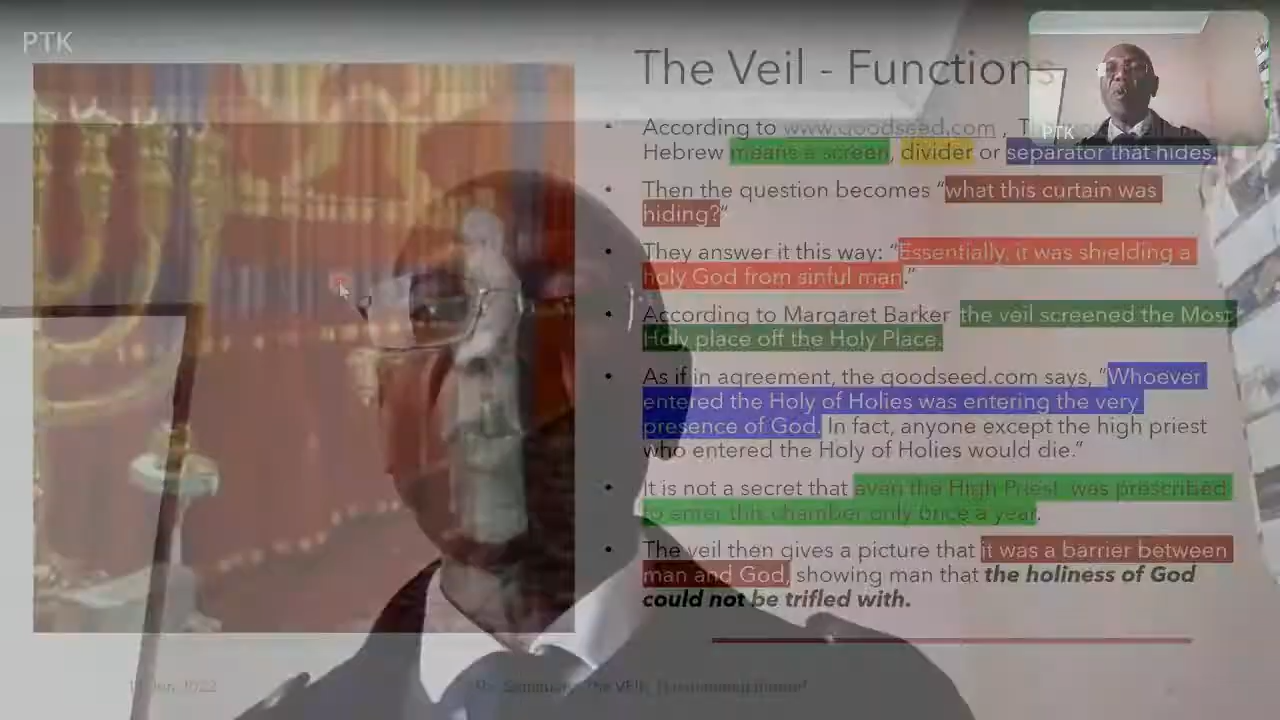 PTK
The Veil - Functions
• According to www.goodseed.com , 
Hebrew means a screen, divider or separator that hides.
• Then the question becomes “what this curtain was
hiding?”
• They answer it this way: “Essentially, it was shielding a
holy God from sinful man.”
• According to Margaret Barker the veil screened the Most
Holy place off the Holy Place.
• As if in agreement, the goodseed.com says, “Whoever
entered the Holy of Holies was entering the very
presence of God. In fact, anyone except the high priest
who entered the Holy of Holies would die.”
• It is not a secret that even the High Priest was prescribed
to enter this chamber only once a year.
• The veil then gives a picture that it was a barrier between
man and God, showing man that the holiness of God
could not be trifled with.
PTK
Jan 2022